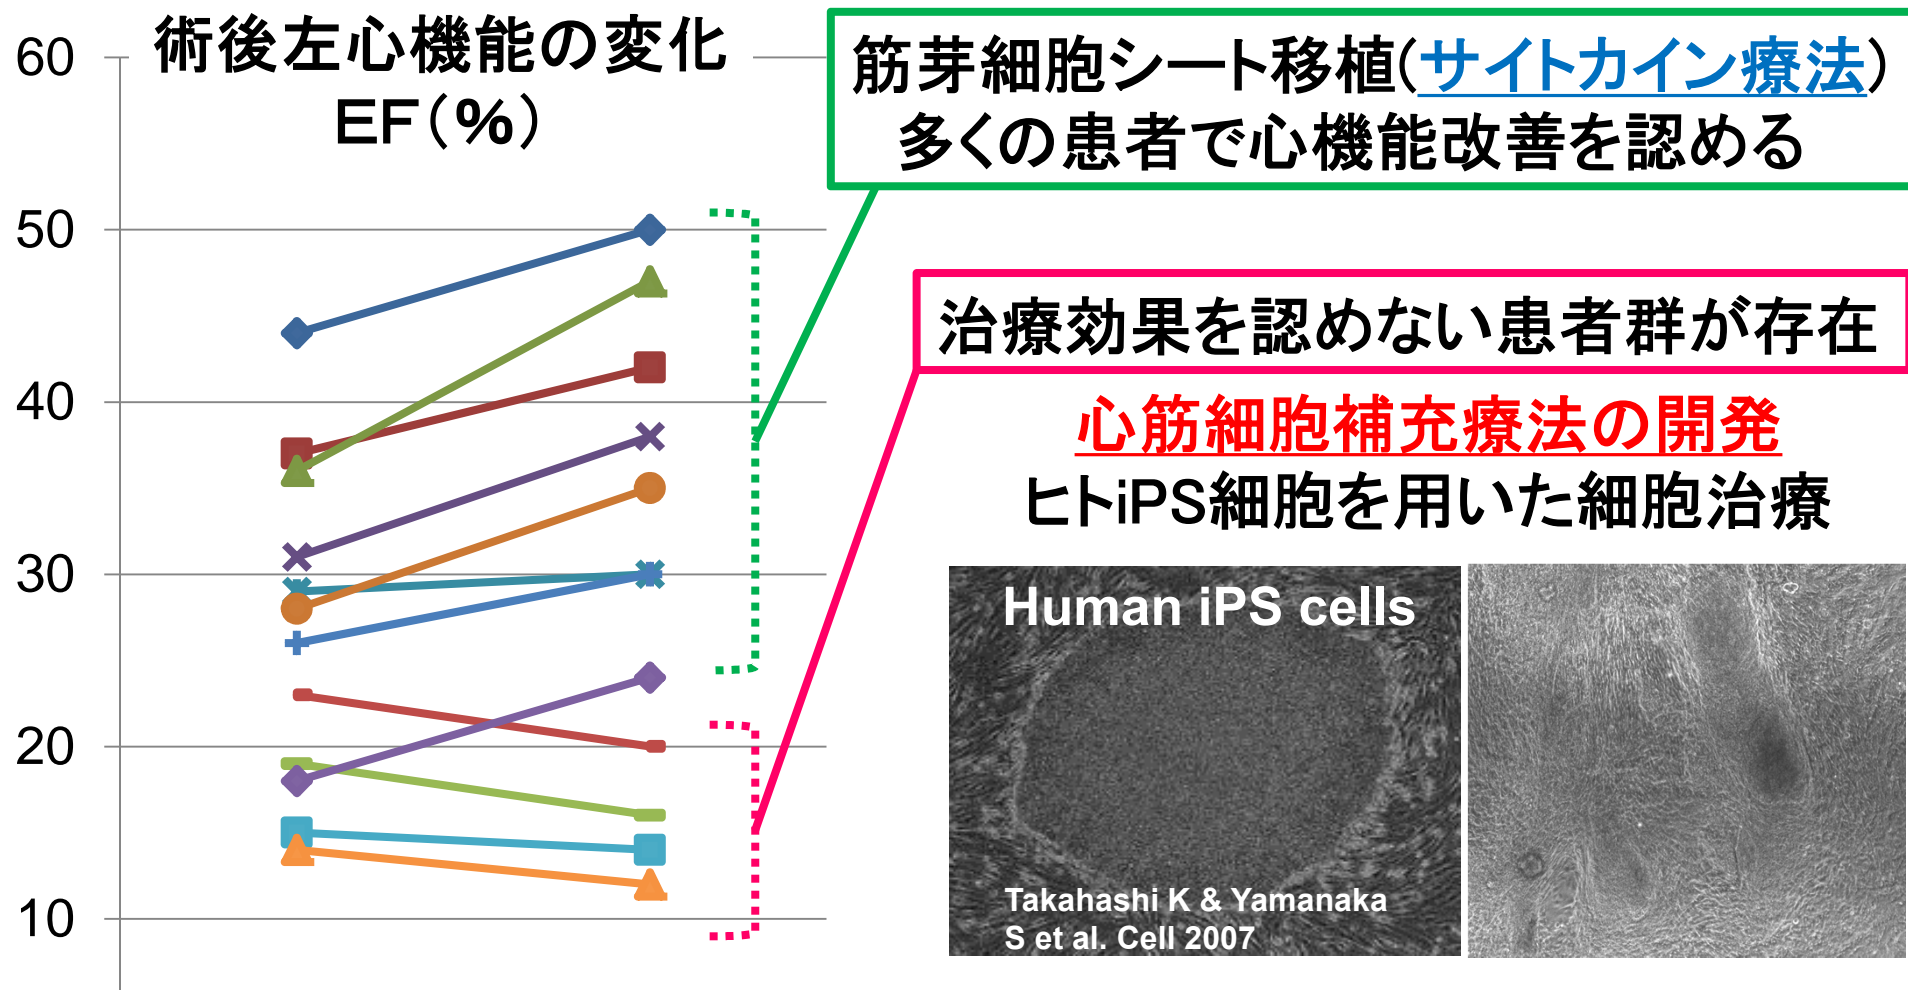 術後左心機能の変化
EF(%)
60
50
40
30
20
10
筋芽細胞シート移植(サイトカイン療法)
多くの患者で心機能改善を認める
治療効果を認めない患者群が存在
心筋細胞補充療法の開発
ヒトiPS細胞を用いた細胞治療
Human iPS cells
Takahashi K & Yamanaka
S et al. Cell 2007